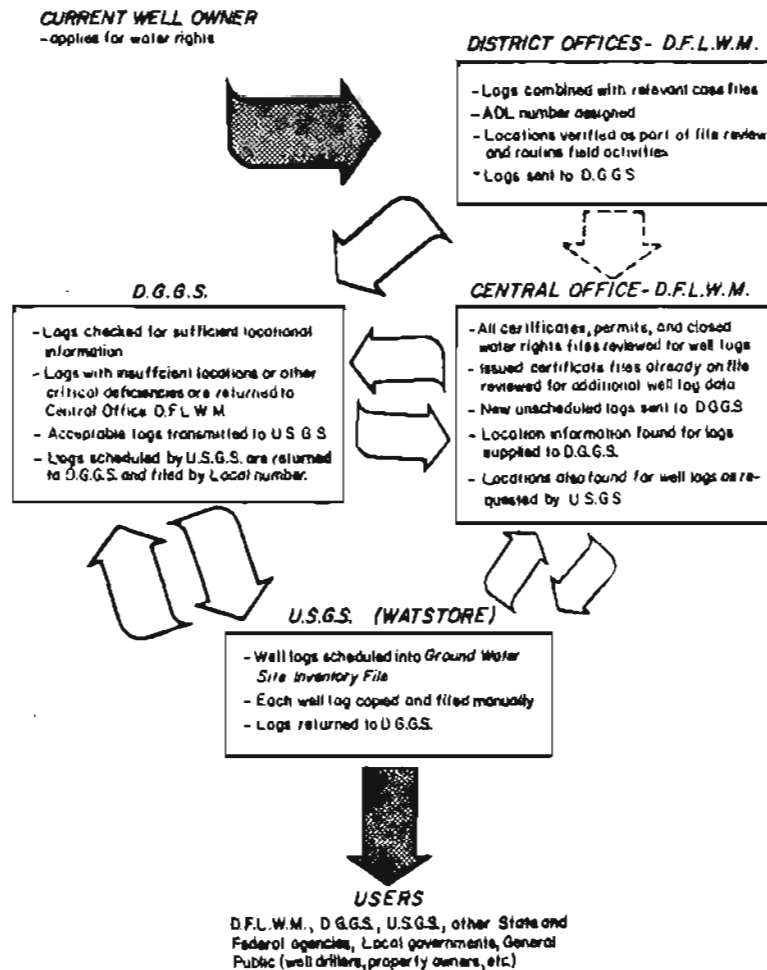 CURRENT WELL OWNER
- applies for water rights
DISTRICT OFFICES- D.F.L.W.M.
- Logs combined with relevant case files
- ADL number assigned
- Locations verified as part of file review
and routine field activities
- Logs sent to D.G.G.S
D.G.G.S.
- Logs checked for sufficient locational
information
- Logs with insufficient locations or other
critical deficiencies are returned to
Central Office D.F.L.W.M
- Acceptable logs transmitted to U.S.G.S
- Logs scheduled by U.S.G.S. are returned
to D.G.G.S. and filed by Local number.
CENTRAL OFFICE- D.F.L.W.M.
- All certificates, permits, and closed
water rights files reviewed for well logs
- Issued certificate files already on file
reviewed for additional well log data
- New unscheduled logs sent to D.G.G.S
- Location information found for logs
supplied to D.G.G.S.
- Locations also found for well logs as re-
quested by U.S.G.S
U.S.G.S. (WATSTORE)
- Well logs scheduled into Ground Water
Site Inventory File
- Each well log copied and filed manually
- Logs returned to D.G.G.S.
USERS
D.F.L.W.M., D.G.G.S., U.S.G.S., other State and
Federal agencies, Local governments, General
Public (well drillers, property owners, etc.)